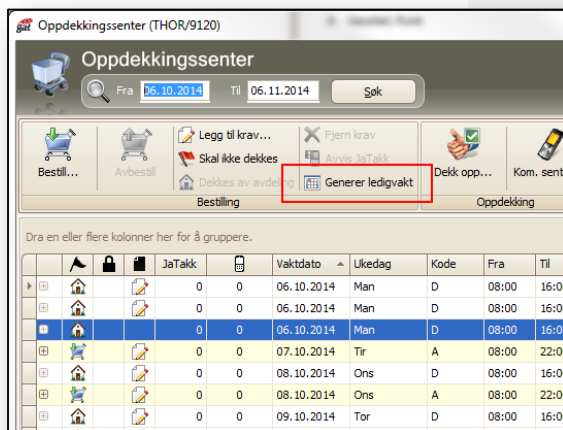 gat Oppdekkingssenter (THOR/9120)
Oppdekkingssenter
Fra 06.10.2014 Til 06.11.2014 Søk
Legg til krav... Fjern krav
Skal ikke dekkes Avvis JaTakk
Bestill... Avbestill Dekkes av avdeling Generer ledigvakt Dekk opp... Kom. sent
Bestilling Oppdekking
Dra en eller flere kolonner her for å gruppere.
JaTakk Vaktdato Ukedag Kode Fra Til
0 0 06.10.2014 Man D 08:00 16:0
0 0 06.10.2014 Man D 08:00 16:0
0 0 06.10.2014 Man D 08:00 16:0
0 0 07.10.2014 Tir A 08:00 22:0
0 0 08.10.2014 Ons D 08:00 16:0
0 0 08.10.2014 Ons A 08:00 22:0
0 0 09.10.2014 Tor D 08:00 16:0